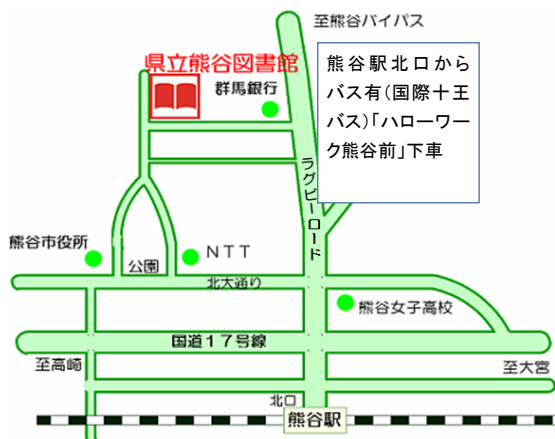 至熊谷バイパス
県立熊谷図書館
群馬銀行
熊谷駅北口から
バス有(国際十王
バス)「ハローワー
ク熊谷前」下車
ラグビーロード
熊谷市役所
公園
NTT
北大通り
熊谷女子高校
国道17号線
至高崎
至大宮
北口
熊谷駅